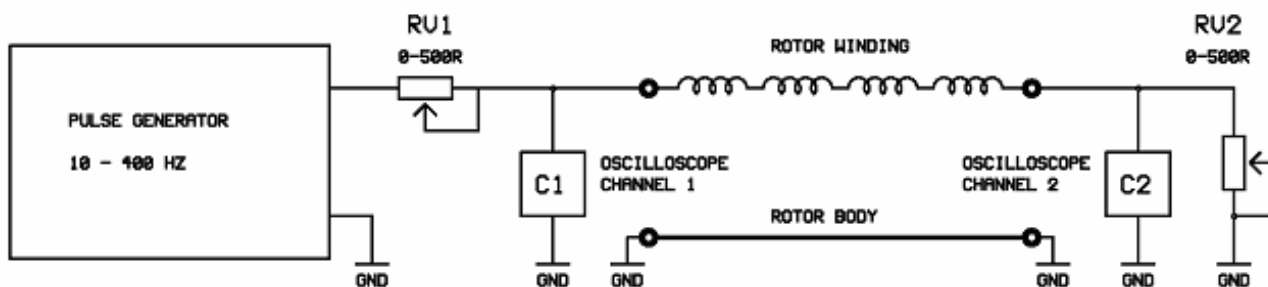 RV1
0-500R
PULSE GENERATOR
10 - 400 HZ
GND
C1
OSCILLOSCOPE
CHANNEL 1
GND
ROTOR WINDING
ROTOR BODY
GND
GND
OSCILLOSCOPE
CHANNEL 2
C2
GND
RV2
0-500R
GND